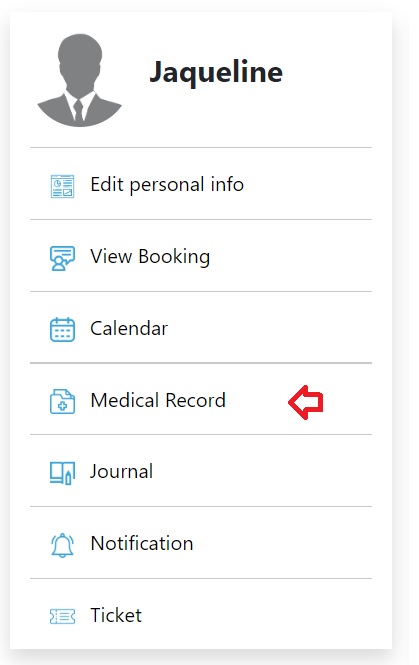 Jaqueline
Edit personal info
View Booking
Calendar
Medical Record
Journal
Notification
Ticket